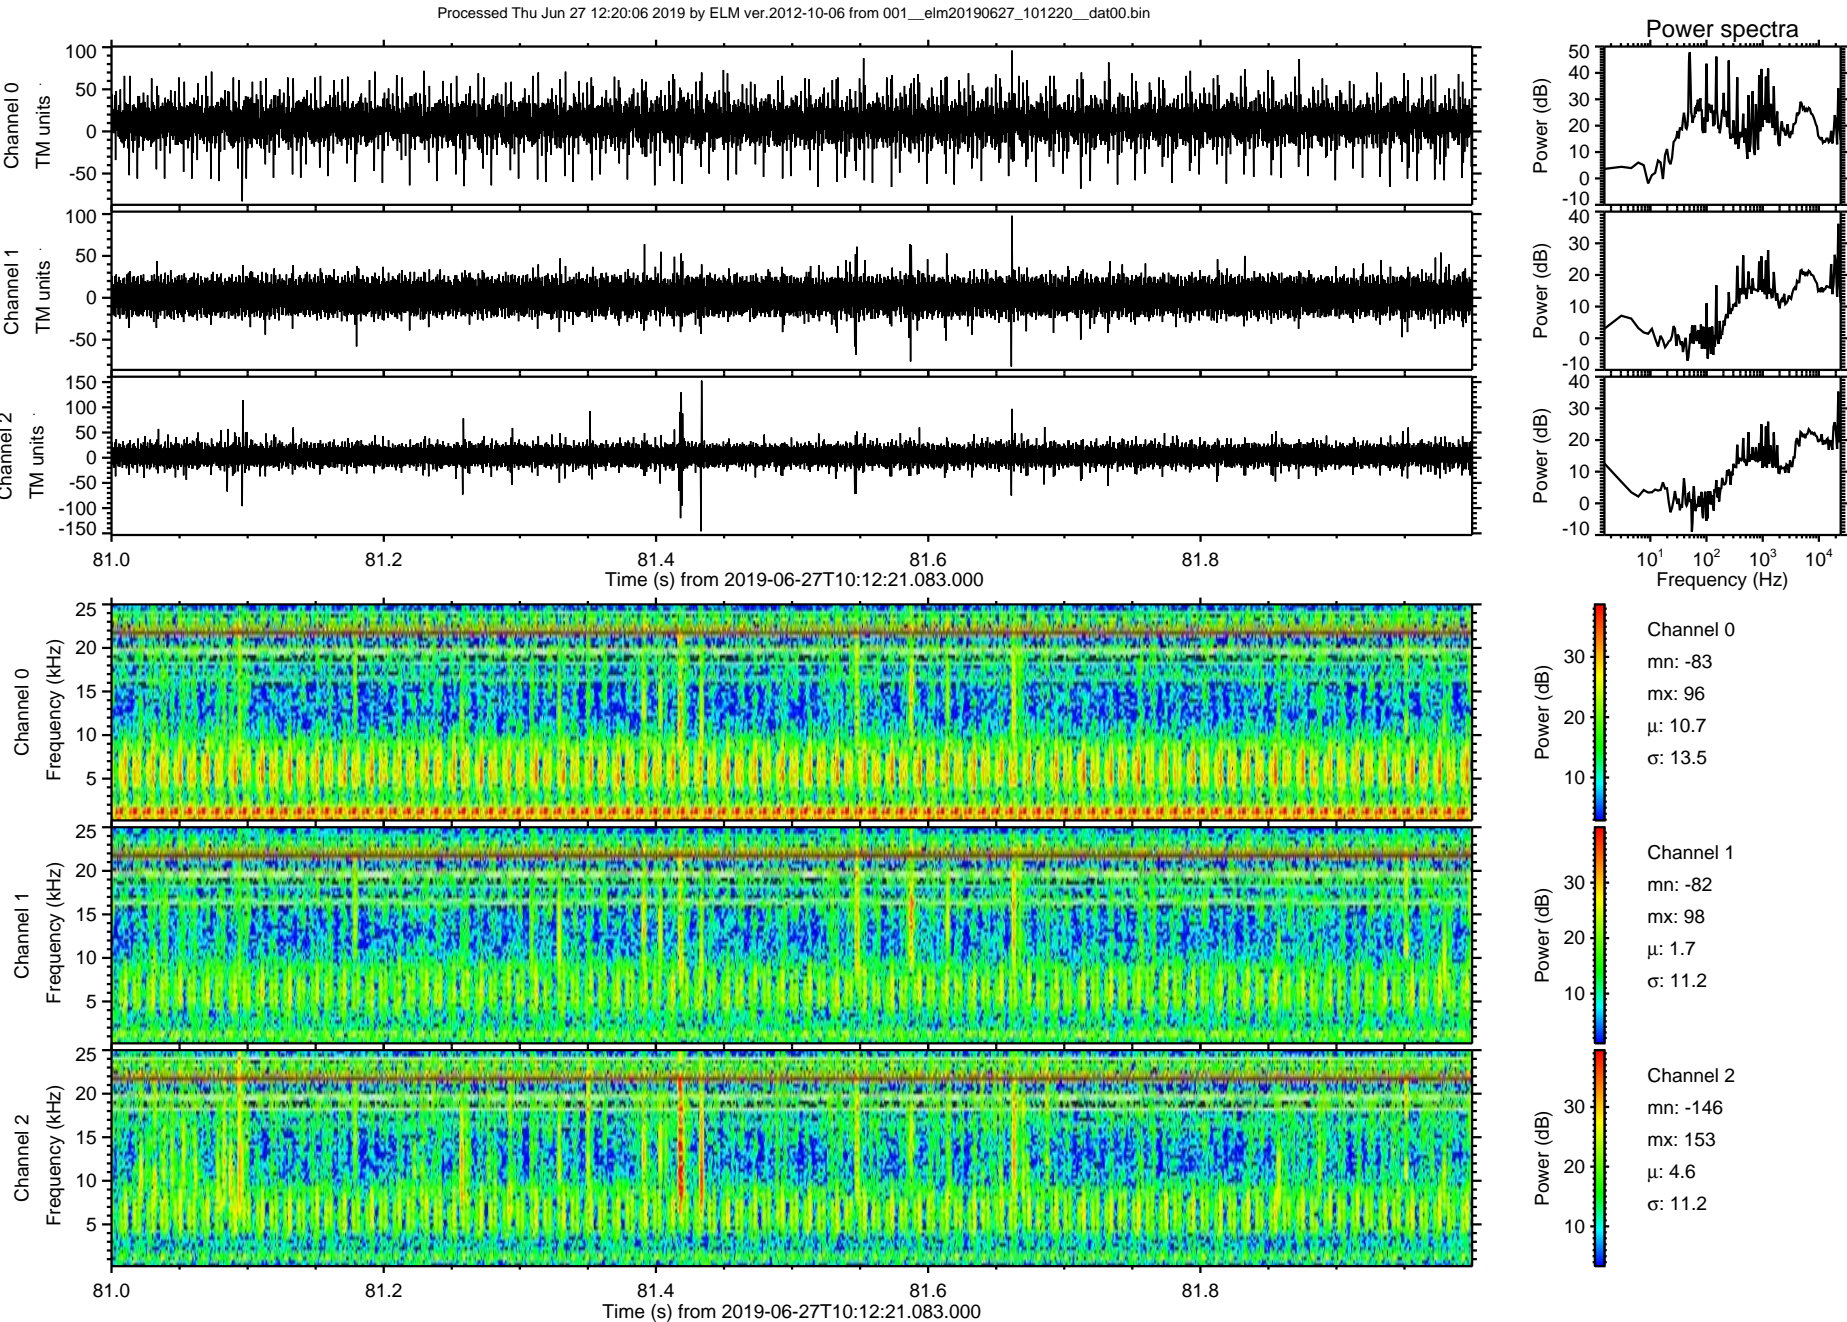 Processed Thu Jun 27 12:20:06 2019 by ELM ver.2012-10-06 from 001__elm20190627_101220__dat00.bin
Power spectra
Channel 0
TM units
100
50
0
-50
Power (dB)
50
40
30
20
10
0
-10
Channel 1
TM units
100
50
0
-50
Power (dB)
40
30
20
10
0
-10
Channel 2
TM units
150
100
50
0
-50
-100
-150
Power (dB)
40
30
20
10
0
-10
81.0 81.2 81.4 81.6 81.8
Time (s) from 2019-06-27T10:12:21.083.000
10¹ 10² 10³ 10⁴
Frequency (Hz)
Channel 0
Frequency (kHz)
25
20
15
10
5
Power (dB)
30
20
10
Channel 0
mn: -83
mx: 96
µ: 10.7
σ: 13.5
Channel 1
Frequency (kHz)
25
20
15
10
5
Power (dB)
30
20
10
Channel 1
mn: -82
mx: 98
µ: 1.7
σ: 11.2
Channel 2
Frequency (kHz)
25
20
15
10
5
Power (dB)
30
20
10
Channel 2
mn: -146
mx: 153
µ: 4.6
σ: 11.2
81.0 81.2 81.4 81.6 81.8
Time (s) from 2019-06-27T10:12:21.083.000